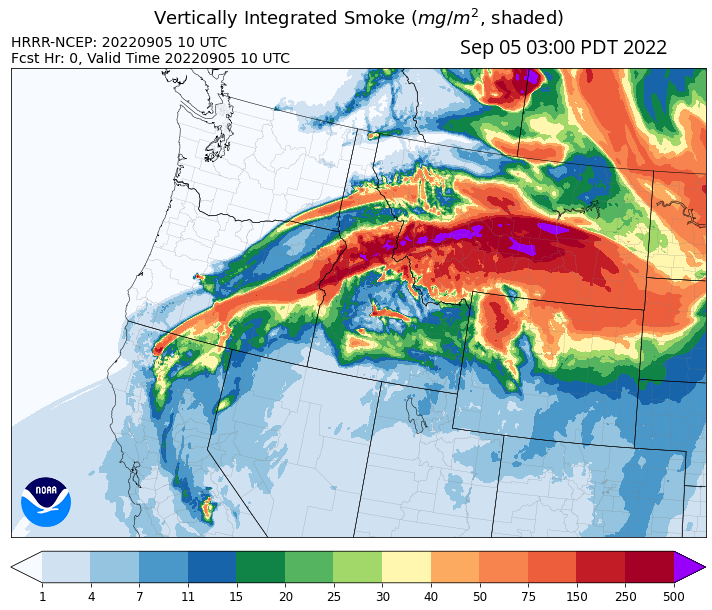 Vertically Integrated Smoke (mg/m², shaded)
HRRR-NCEP: 20220905 10 UTC
Fcst Hr: 0, Valid Time 20220905 10 UTC
Sep 05 03:00 PDT 2022
NOAA
1 4 7 11 15 20 25 30 40 50 75 150 250 500